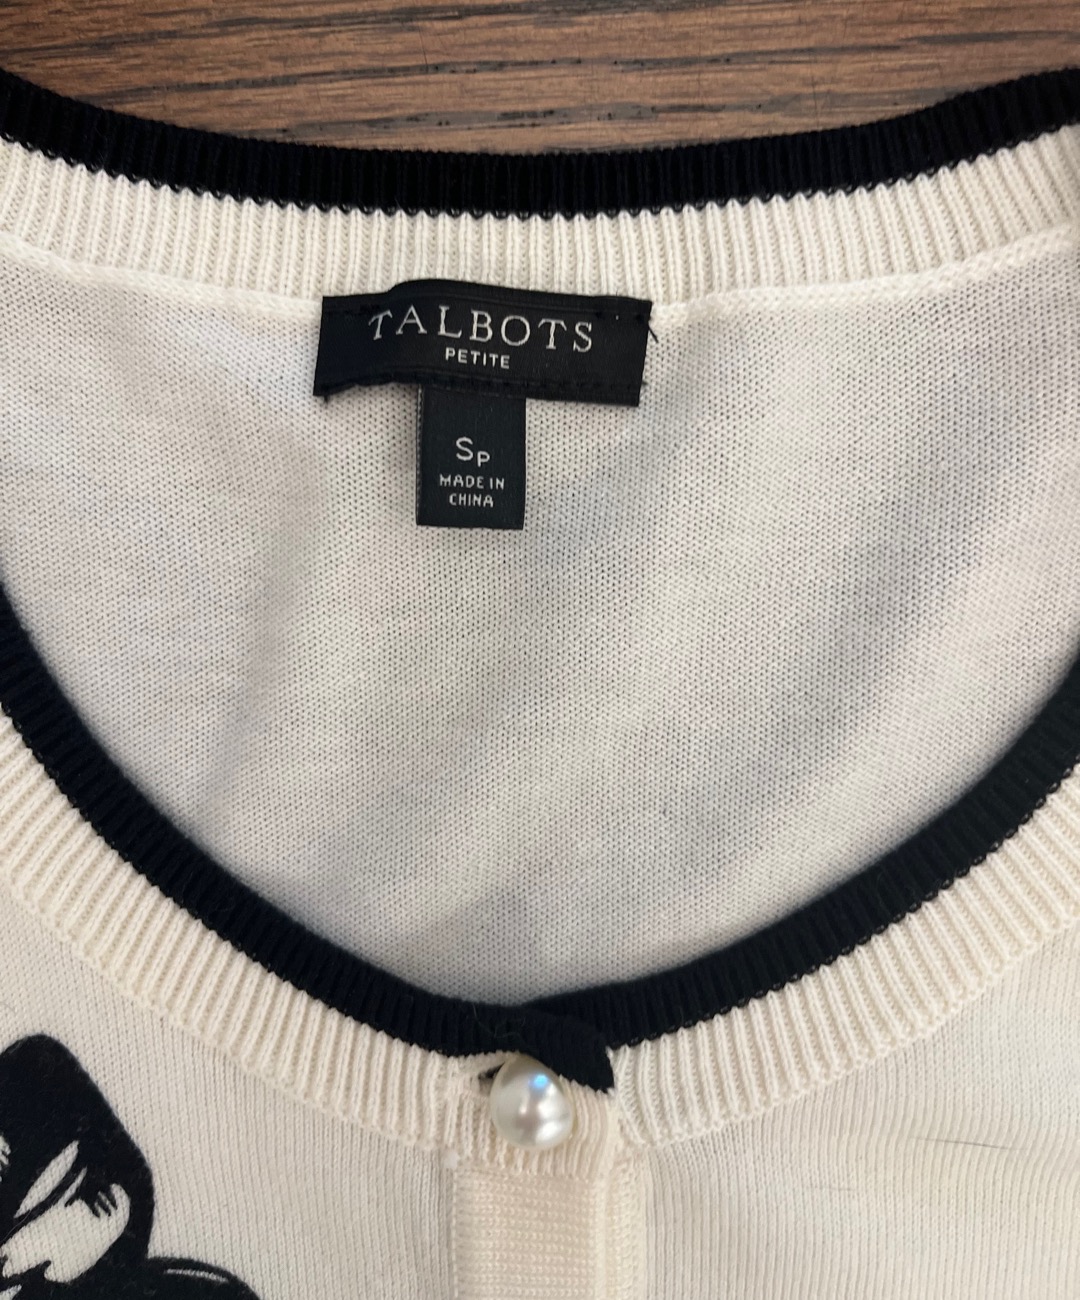 TALBOTS
PETITE
SP
MADE IN
CHINA